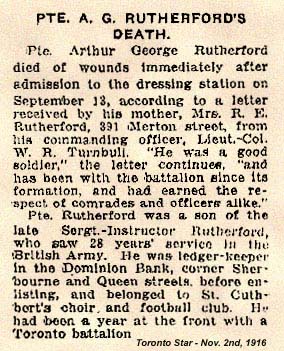 PTE. A. G. RUTHERFORD'S
DEATH.
Pte. Arthur George Rutherford
died of wounds immediately after
admission to the dressing station on
September 13, according to a letter
received by his mother, Mrs. R. E.
Rutherford, 391 Merton street, from
his commanding officer, Lieut.-Col.
W. R. Turnbull. "He was a good
soldier," the letter continues, "and
has been with the battalion since its
formation, and had earned the re-
spect of comrades and officers alike."
Pte. Rutherford was a son of the
late Sergt.-Instructor Rutherford,
who saw 28 years' service in the
British Army. He was ledger-keeper
in the Dominion Bank, corner Sher-
bourne and Queen streets, before en-
listing, and belonged to St. Cuth-
bert's choir, and football club. He
had been a year at the front with a
Toronto battalion
Toronto Star - Nov. 2nd, 1916